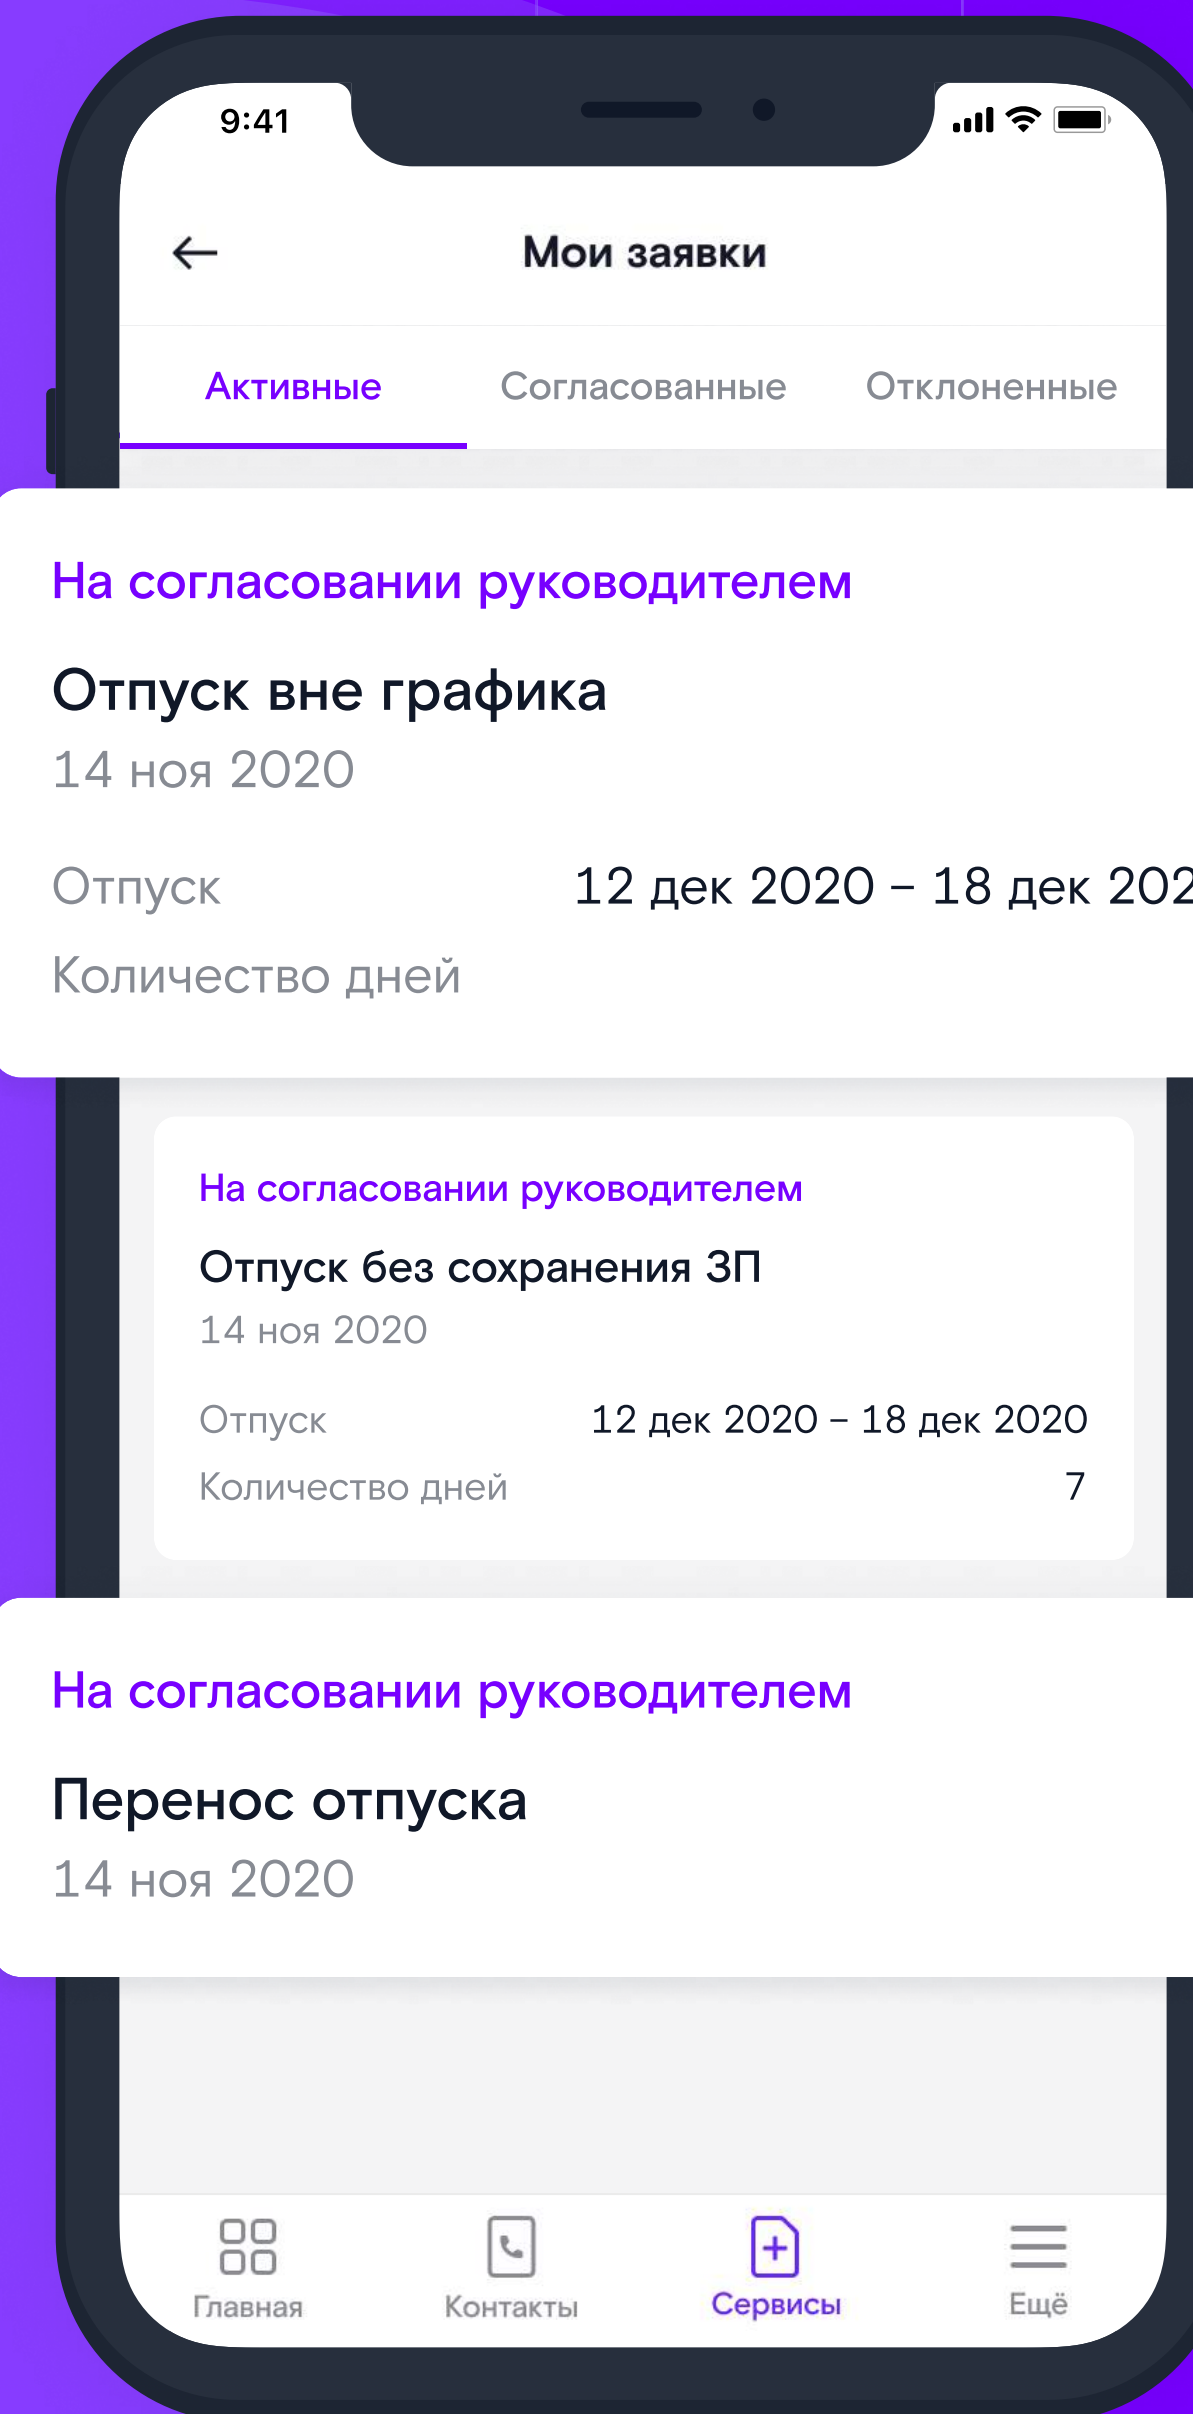 9:41
Мои заявки
Активные Согласованные Отклоненные
На согласовании руководителем
Отпуск вне графика
14 ноя 2020
Отпуск 12 дек 2020 – 18 дек 202
Количество дней
На согласовании руководителем
Отпуск без сохранения ЗП
14 ноя 2020
Отпуск 12 дек 2020 – 18 дек 2020
Количество дней 7
На согласовании руководителем
Перенос отпуска
14 ноя 2020
Главная Контакты Сервисы Ещё